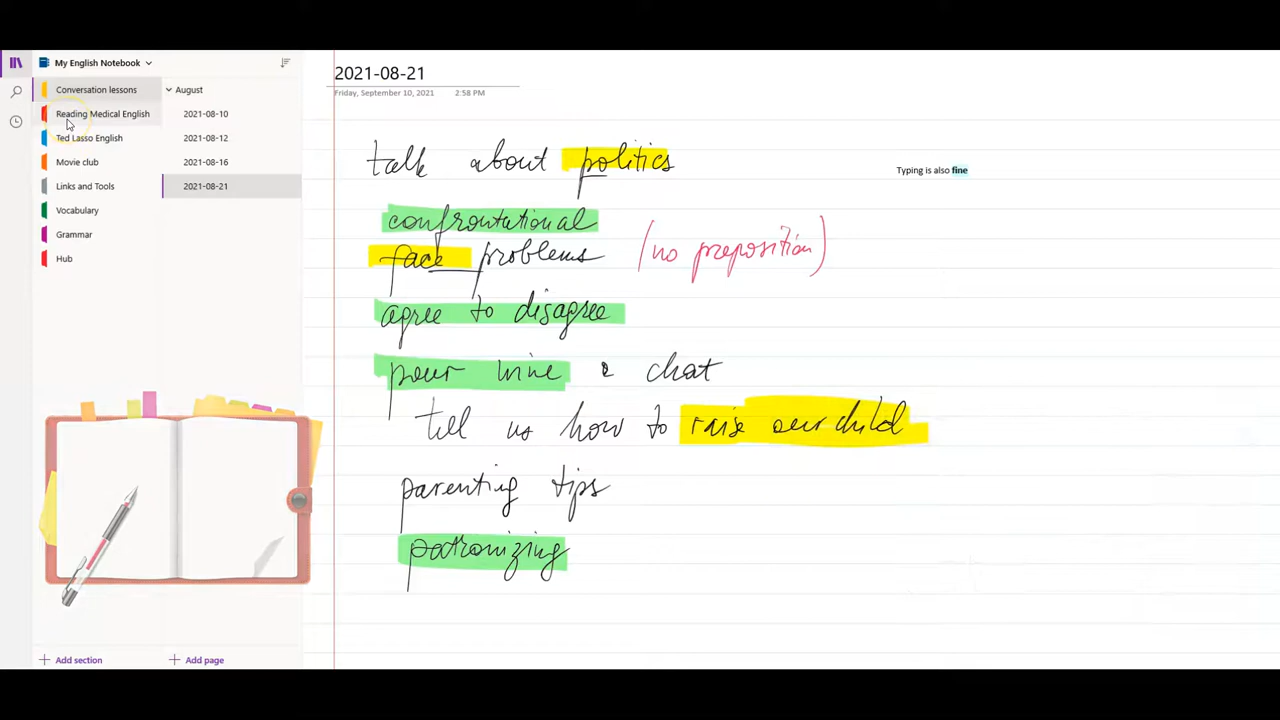 My English Notebook
Conversation lessons
Reading Medical English
Ted Lasso English
Movie club
Links and Tools
Vocabulary
Grammar
Hub
Add section
August
2021-08-10
2021-08-12
2021-08-16
2021-08-21
Add page
2021-08-21
Friday, September 10, 2021 2:58 PM
talk about politics
Typing is also fine
confrontational
face problems (no preposition)
agree to disagree
pour wine & chat
tell us how to raise our child
parenting tips
patronizing